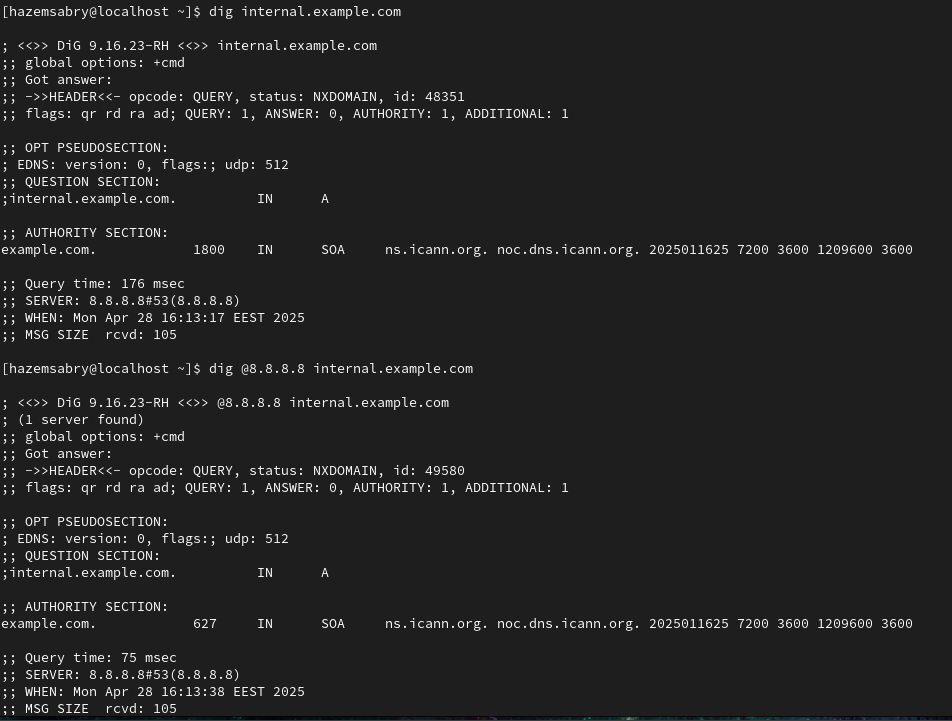 [hazemsabry@localhost ~]$ dig internal.example.com

; <<>> DiG 9.16.23-RH <<>> internal.example.com
;; global options: +cmd
;; Got answer:
;; ->>HEADER<<- opcode: QUERY, status: NXDOMAIN, id: 48351
;; flags: qr rd ra ad; QUERY: 1, ANSWER: 0, AUTHORITY: 1, ADDITIONAL: 1

;; OPT PSEUDOSECTION:
; EDNS: version: 0, flags:; udp: 512
;; QUESTION SECTION:
;internal.example.com.		IN	A

;; AUTHORITY SECTION:
example.com.		1800	IN	SOA	ns.icann.org. noc.dns.icann.org. 2025011625 7200 3600 1209600 3600

;; Query time: 176 msec
;; SERVER: 8.8.8.8#53(8.8.8.8)
;; WHEN: Mon Apr 28 16:13:17 EEST 2025
;; MSG SIZE  rcvd: 105

[hazemsabry@localhost ~]$ dig @8.8.8.8 internal.example.com

; <<>> DiG 9.16.23-RH <<>> @8.8.8.8 internal.example.com
; (1 server found)
;; global options: +cmd
;; Got answer:
;; ->>HEADER<<- opcode: QUERY, status: NXDOMAIN, id: 49580
;; flags: qr rd ra ad; QUERY: 1, ANSWER: 0, AUTHORITY: 1, ADDITIONAL: 1

;; OPT PSEUDOSECTION:
; EDNS: version: 0, flags:; udp: 512
;; QUESTION SECTION:
;internal.example.com.		IN	A

;; AUTHORITY SECTION:
example.com.		627	IN	SOA	ns.icann.org. noc.dns.icann.org. 2025011625 7200 3600 1209600 3600

;; Query time: 75 msec
;; SERVER: 8.8.8.8#53(8.8.8.8)
;; WHEN: Mon Apr 28 16:13:38 EEST 2025
;; MSG SIZE  rcvd: 105